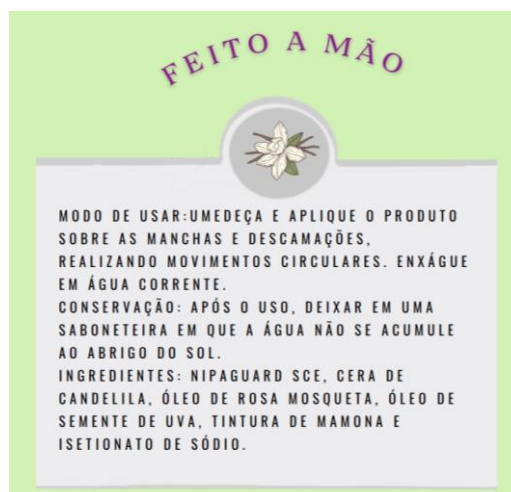 FEITO A MÃO
MODO DE USAR:UMEDEÇA E APLIQUE O PRODUTO
SOBRE AS MANCHAS E DESCAMAÇÕES,
REALIZANDO MOVIMENTOS CIRCULARES. ENXÁGUE
EM ÁGUA CORRENTE.
CONSERVAÇÃO: APÓS O USO, DEIXAR EM UMA
SABONETEIRA EM QUE A ÁGUA NÃO SE ACUMULE
AO ABRIGO DO SOL.
INGREDIENTES: NIPAGUARD SCE, CERA DE
CANDELILA, ÓLEO DE ROSA MOSQUETA, ÓLEO DE
SEMENTE DE UVA, TINTURA DE MAMONA E
ISETIONATO DE SÓDIO.